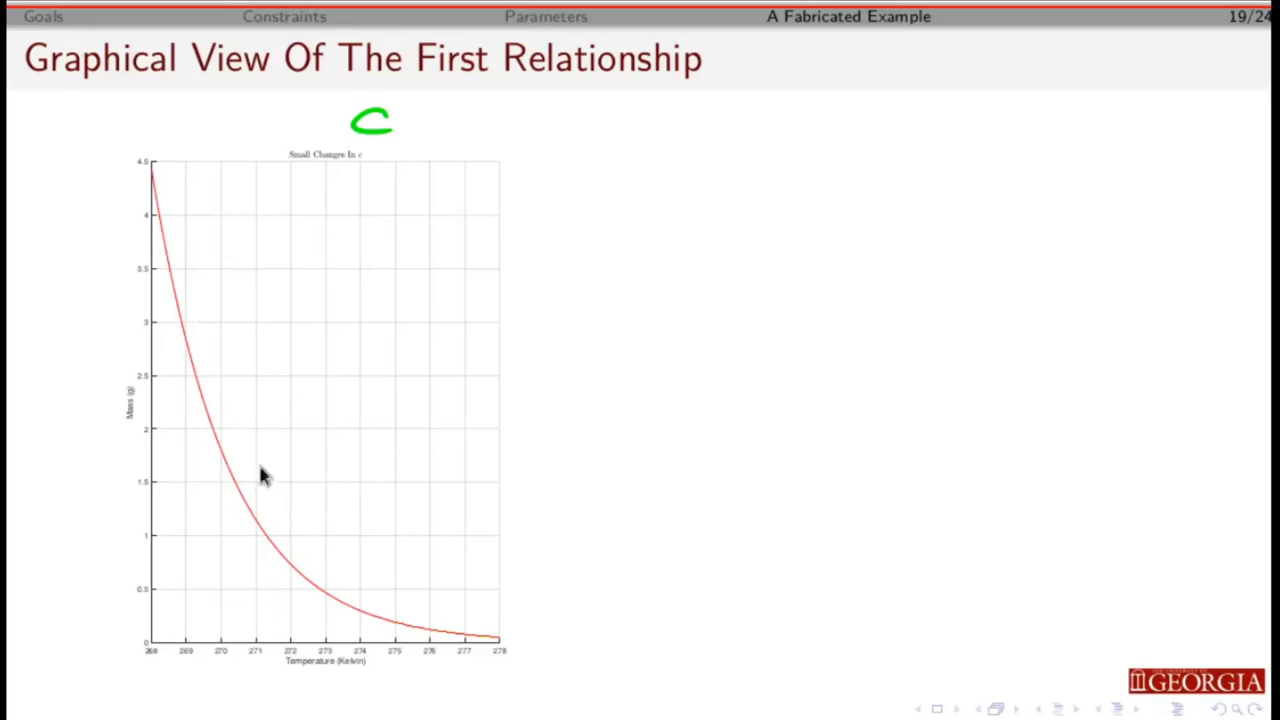 Goals Constraints Parameters A Fabricated Example 19/24
Graphical View Of The First Relationship
c
Small Changes In c
4.5
4
3.5
3
2.5
2
1.5
1
0.5
0
Mass (g)
268 269 270 271 272 273 274 275 276 277 278
Temperature (Kelvin)
GEORGIA